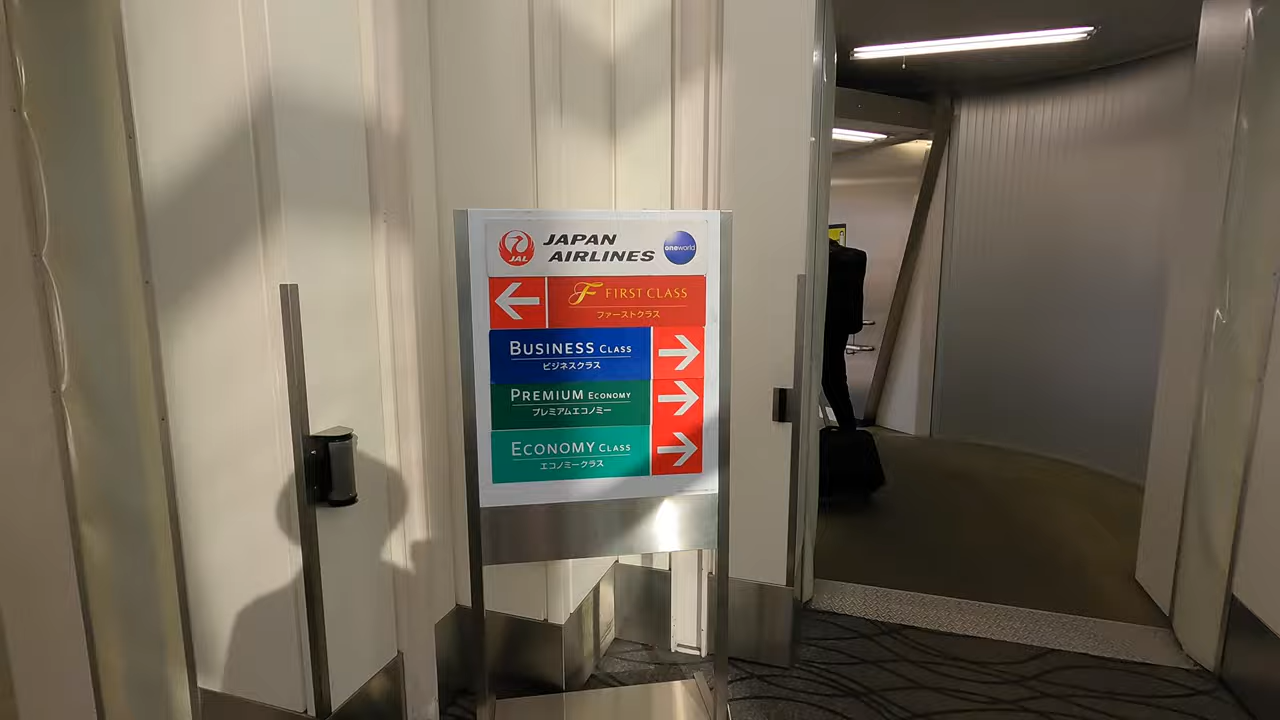 JAL
JAPAN
AIRLINES
oneworld
F FIRST CLASS
ファーストクラス
BUSINESS CLASS
ビジネスクラス
PREMIUM ECONOMY
プレミアムエコノミー
ECONOMY CLASS
エコノミークラス